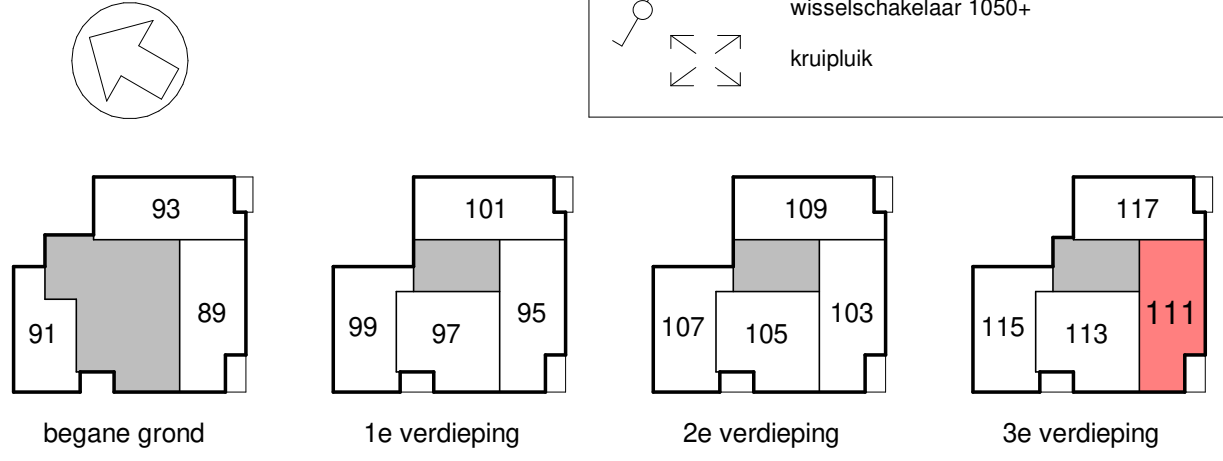 wisselschakelaar 1050+
kruipluik
93
91
89
begane grond
101
99
97
95
1e verdieping
109
107
105
103
2e verdieping
117
115
113
111
3e verdieping